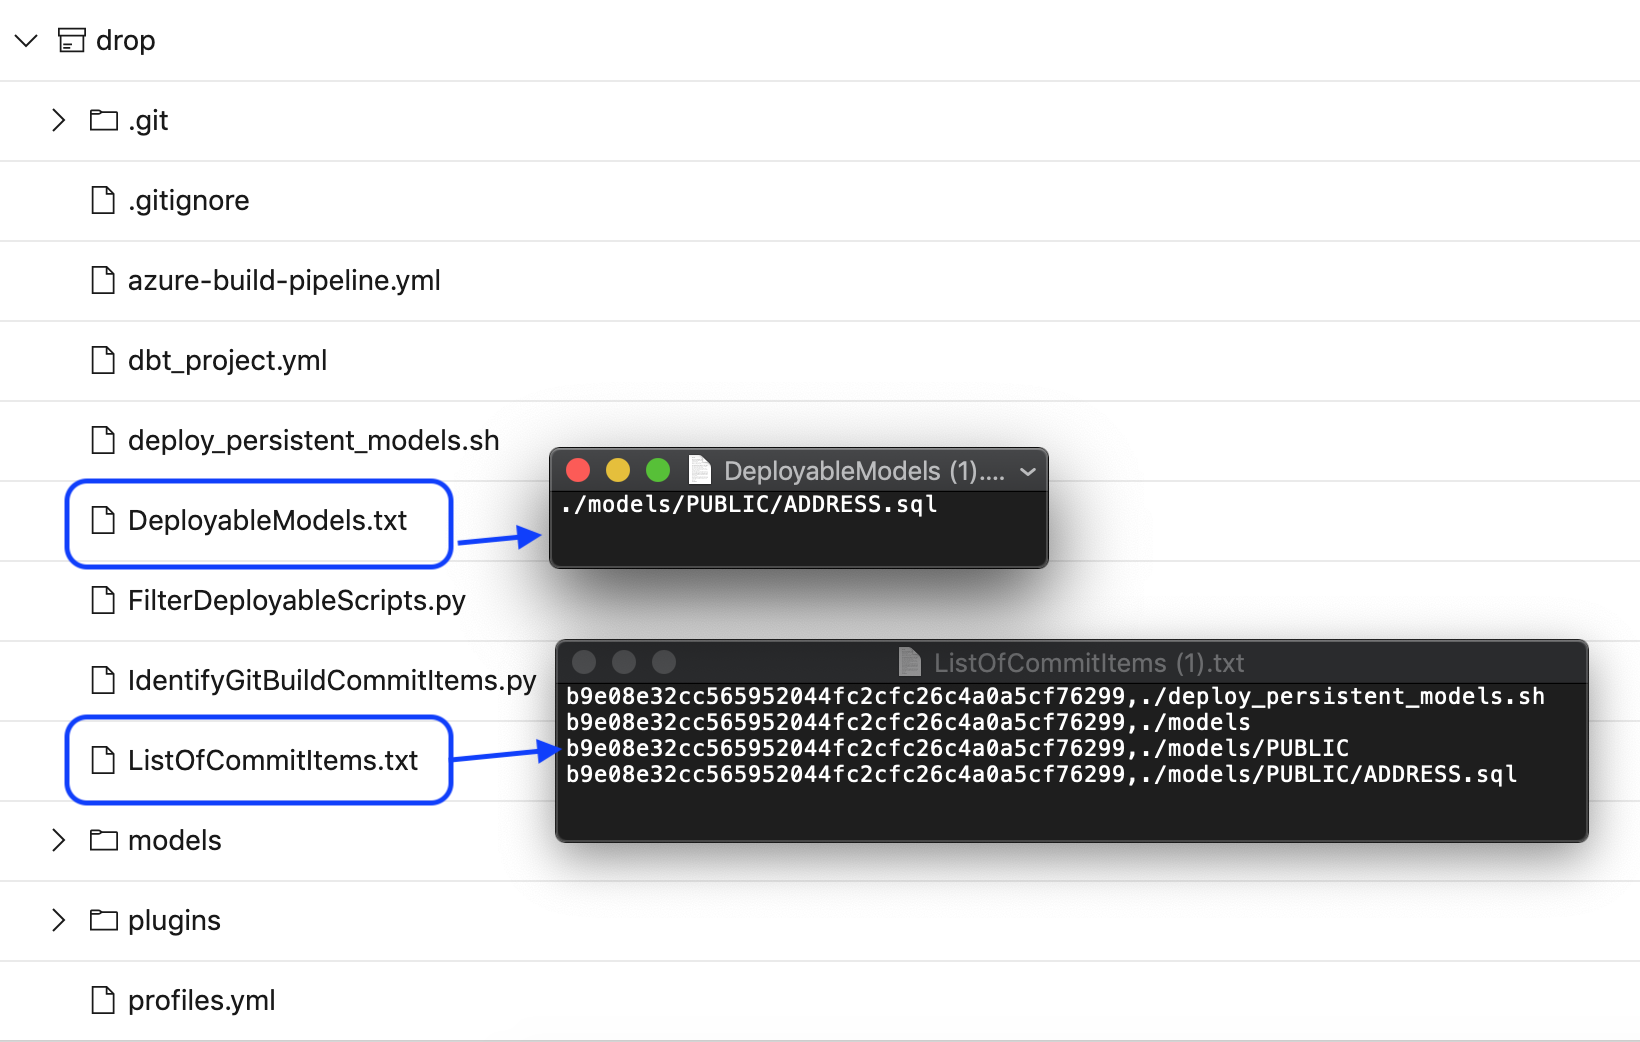 drop
.git
.gitignore
azure-build-pipeline.yml
dbt_project.yml
deploy_persistent_models.sh
DeployableModels.txt
DeployableModels (1)....
./models/PUBLIC/ADDRESS.sql
FilterDeployableScripts.py
IdentifyGitBuildCommitItems.py
ListOfCommitItems.txt
ListOfCommitItems (1).txt
b9e08e32cc565952044fc2cfc26c4a0a5cf76299,./deploy_persistent_models.sh
b9e08e32cc565952044fc2cfc26c4a0a5cf76299,./models
b9e08e32cc565952044fc2cfc26c4a0a5cf76299,./models/PUBLIC
b9e08e32cc565952044fc2cfc26c4a0a5cf76299,./models/PUBLIC/ADDRESS.sql
models
plugins
profiles.yml